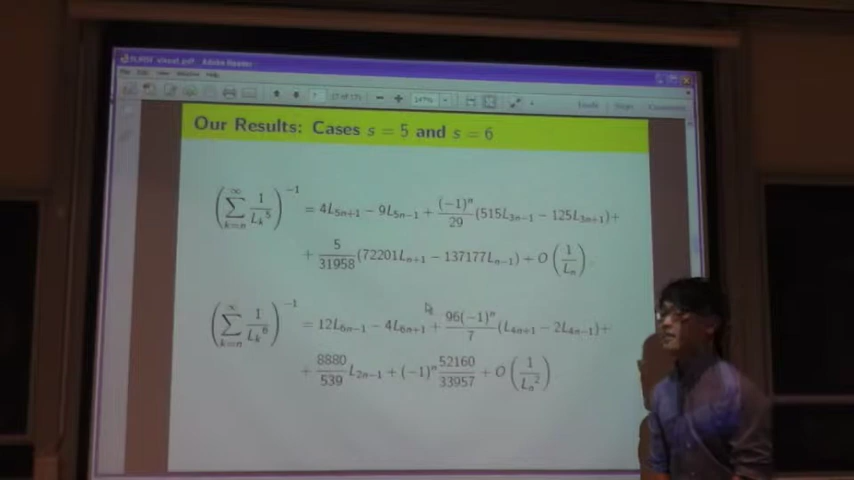 Adobe Reader
147%
Our Results: Cases s = 5 and s = 6
(∑_{k=n}^{∞} 1/L_k^5)^{-1} = 4L_{5n+1} − 9L_{5n−1} + (−1)^n/29 (515L_{3n−1} − 125L_{3n+1})+
+ 5/31958 (72201L_{n+1} − 137177L_{n−1}) + O(1/L_n).
(∑_{k=n}^{∞} 1/L_k^6)^{-1} = 12L_{6n−1} − 4L_{6n+1} + 96(−1)^n/7 (L_{4n+1} − 2L_{4n−1})+
+ 8880/539 L_{2n−1} + (−1)^n 52160/33957 + O(1/L_n^2)